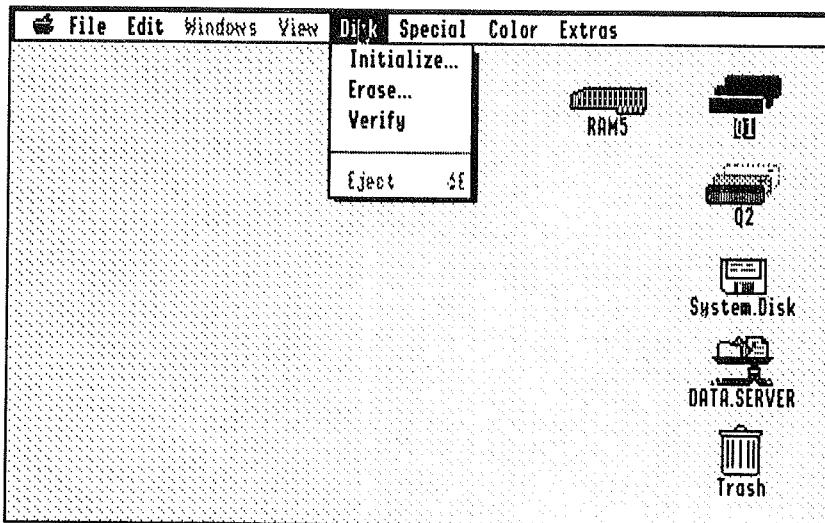 File Edit Windows View Disk Special Color Extras
Initialize...
Erase...
Verify
Eject
RAM5
Q1
Q2
System.Disk
DATA.SERVER
Trash